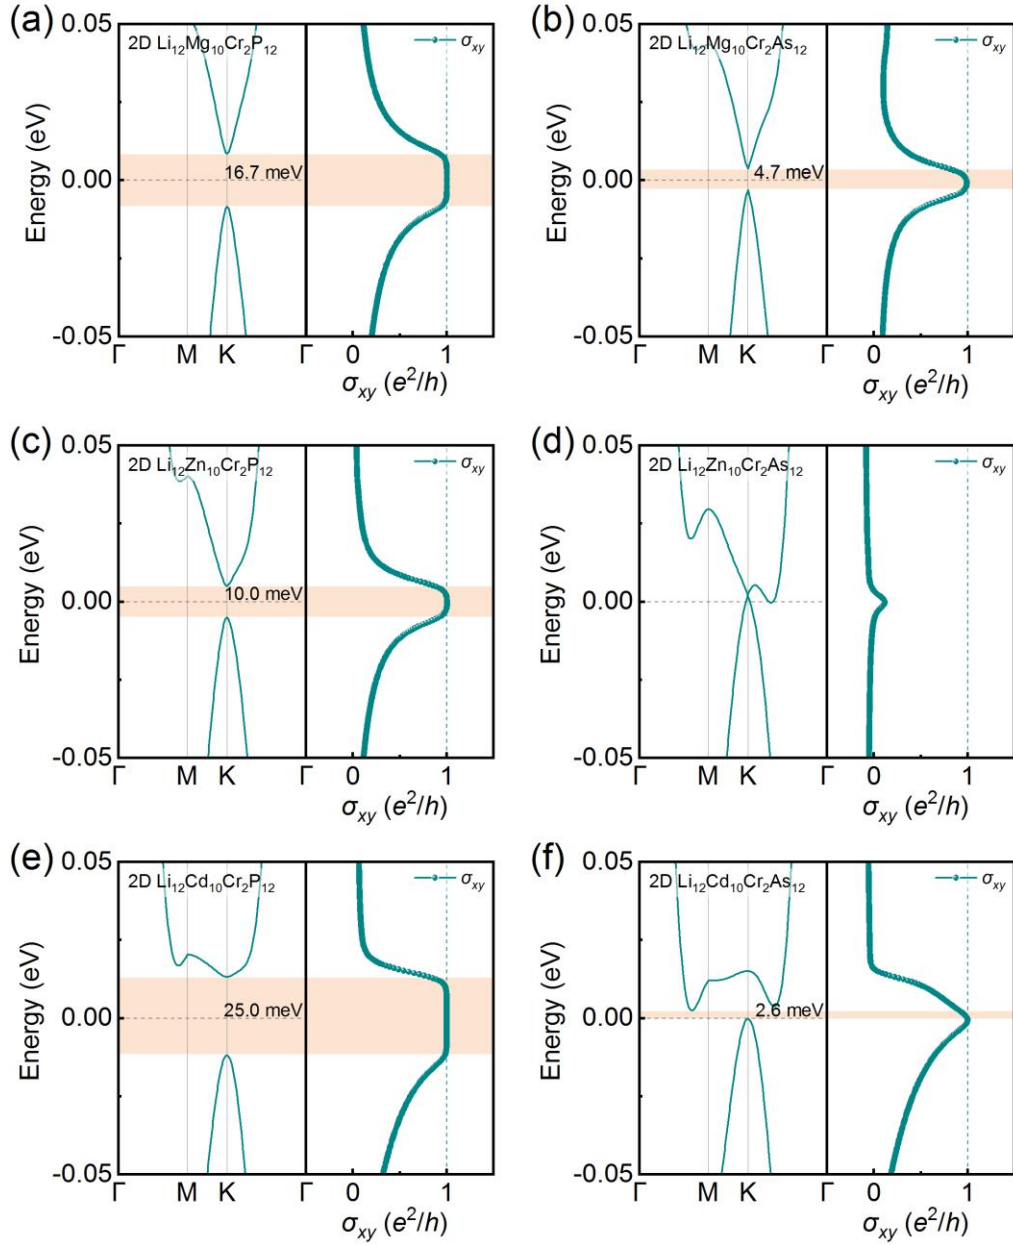 (a)
0.05
2D Li₁₂Mg₁₀Cr₂P₁₂
σxy
Energy (eV)
0.00
16.7 meV
-0.05
Γ M K Γ 0 1
σxy (e²/h)
(b)
0.05
2D Li₁₂Mg₁₀Cr₂As₁₂
σxy
Energy (eV)
0.00
4.7 meV
-0.05
Γ M K Γ 0 1
σxy (e²/h)
(c)
0.05
2D Li₁₂Zn₁₀Cr₂P₁₂
σxy
Energy (eV)
0.00
10.0 meV
-0.05
Γ M K Γ 0 1
σxy (e²/h)
(d)
0.05
2D Li₁₂Zn₁₀Cr₂As₁₂
σxy
Energy (eV)
0.00
-0.05
Γ M K Γ 0 1
σxy (e²/h)
(e)
0.05
2D Li₁₂Cd₁₀Cr₂P₁₂
σxy
Energy (eV)
0.00
25.0 meV
-0.05
Γ M K Γ 0 1
σxy (e²/h)
(f)
0.05
2D Li₁₂Cd₁₀Cr₂As₁₂
σxy
Energy (eV)
0.00
2.6 meV
-0.05
Γ M K Γ 0 1
σxy (e²/h)